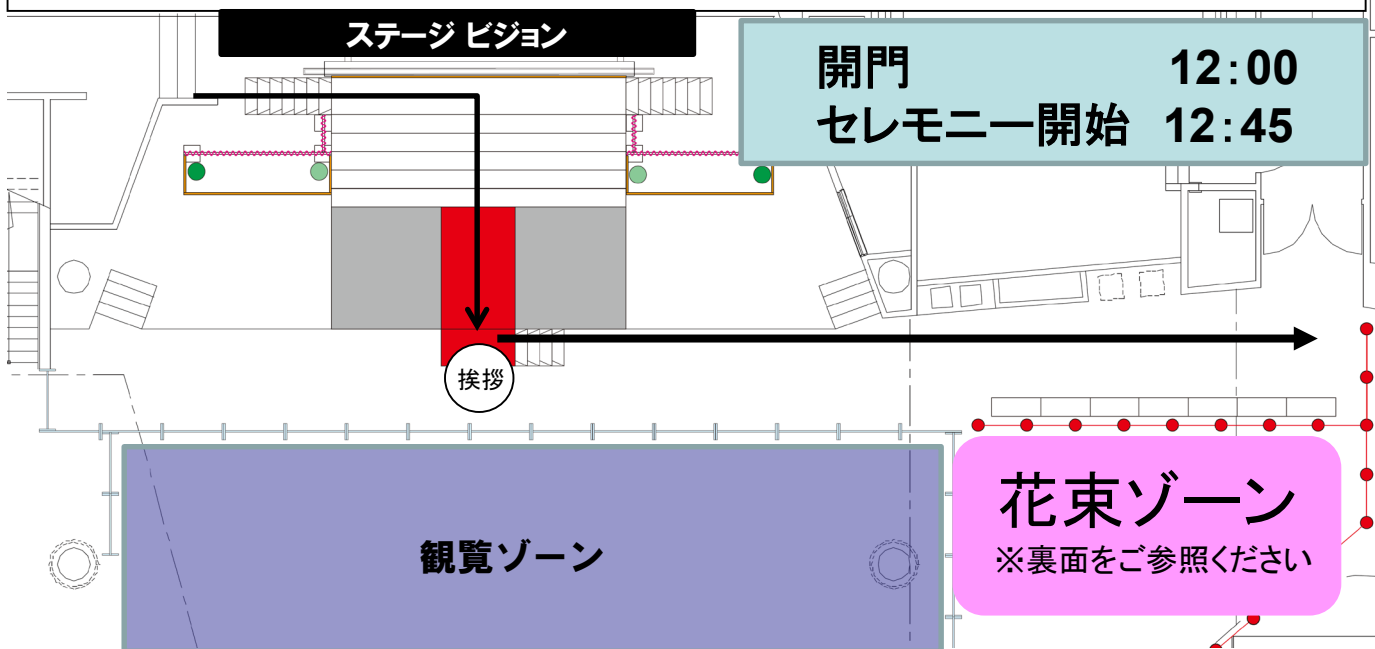 ステージ ビジョン
開門 12:00
セレモニー開始 12:45
挨拶
花束ゾーン
※裏面をご参照ください
観覧ゾーン